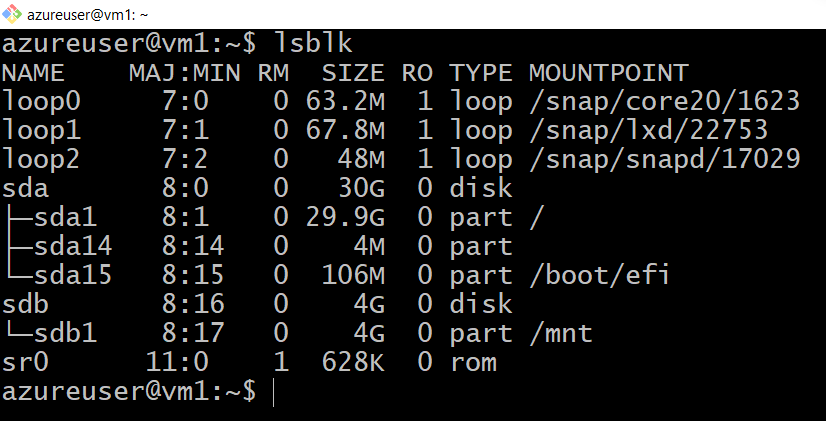 azureuser@vm1: ~
azureuser@vm1:~$ lsblk
NAME    MAJ:MIN RM  SIZE RO TYPE MOUNTPOINT
loop0     7:0    0 63.2M  1 loop /snap/core20/1623
loop1     7:1    0 67.8M  1 loop /snap/lxd/22753
loop2     7:2    0   48M  1 loop /snap/snapd/17029
sda       8:0    0   30G  0 disk
├─sda1    8:1    0 29.9G  0 part /
├─sda14   8:14   0    4M  0 part
└─sda15   8:15   0  106M  0 part /boot/efi
sdb       8:16   0    4G  0 disk
└─sdb1    8:17   0    4G  0 part /mnt
sr0      11:0    1  628K  0 rom
azureuser@vm1:~$